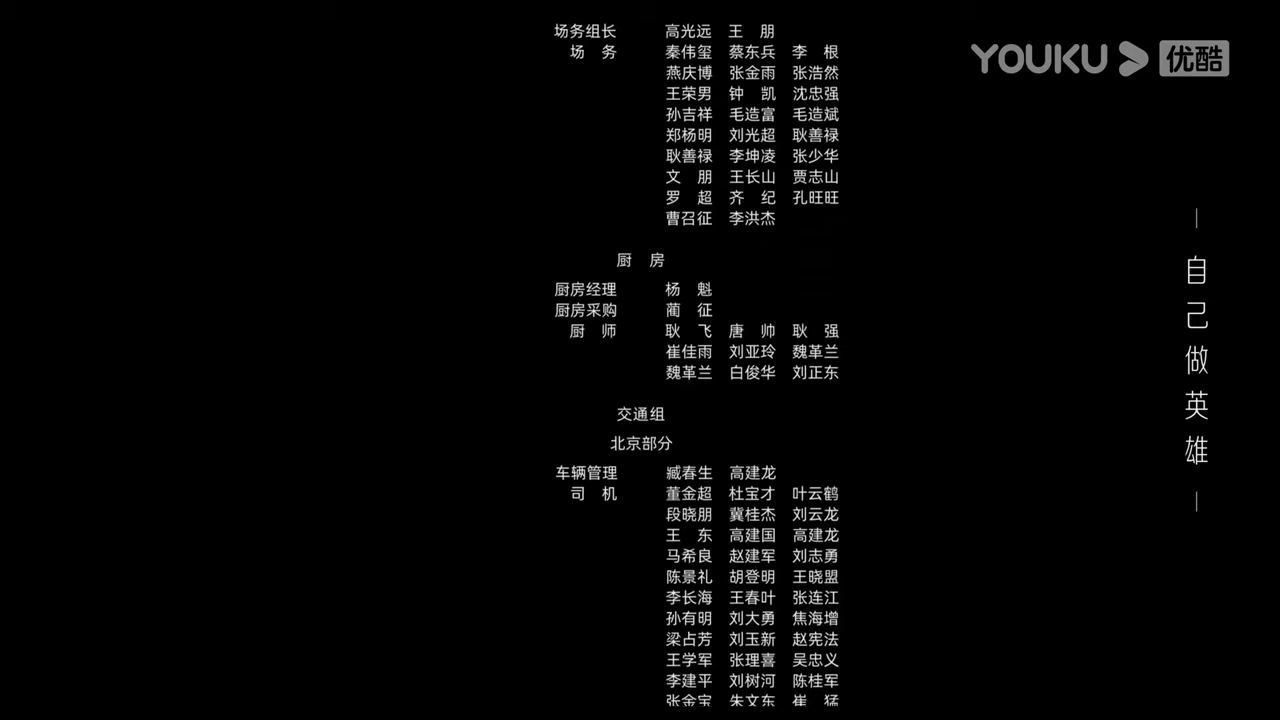 场务组长 高光远 王 朋
场 务 秦伟玺 蔡东兵 李 根
燕庆博 张金雨 张浩然
王荣男 钟 凯 沈忠强
孙吉祥 毛造富 毛造斌
郑杨明 刘光超 耿善禄
耿善禄 李坤凌 张少华
文 朋 王长山 贾志山
罗 超 齐 纪 孔旺旺
曹召征 李洪杰
厨 房
厨房经理 杨 魁
厨房采购 蔺 征
厨 师 耿 飞 唐 帅 耿 强
崔佳雨 刘亚玲 魏革兰
魏革兰 白俊华 刘正东
交通组
北京部分
车辆管理 臧春生 高建龙
司 机 董金超 杜宝才 叶云鹤
段晓朋 冀桂杰 刘云龙
王 东 高建国 高建龙
马希良 赵建军 刘志勇
陈景礼 胡登明 王晓盟
李长海 王春叶 张连江
孙有明 刘大勇 焦海增
梁占芳 刘玉新 赵宪法
王学军 张理喜 吴忠义
李建平 刘树河 陈桂军
张金宝 朱文东 崔 猛
YOUKU 优酷
自己做英雄